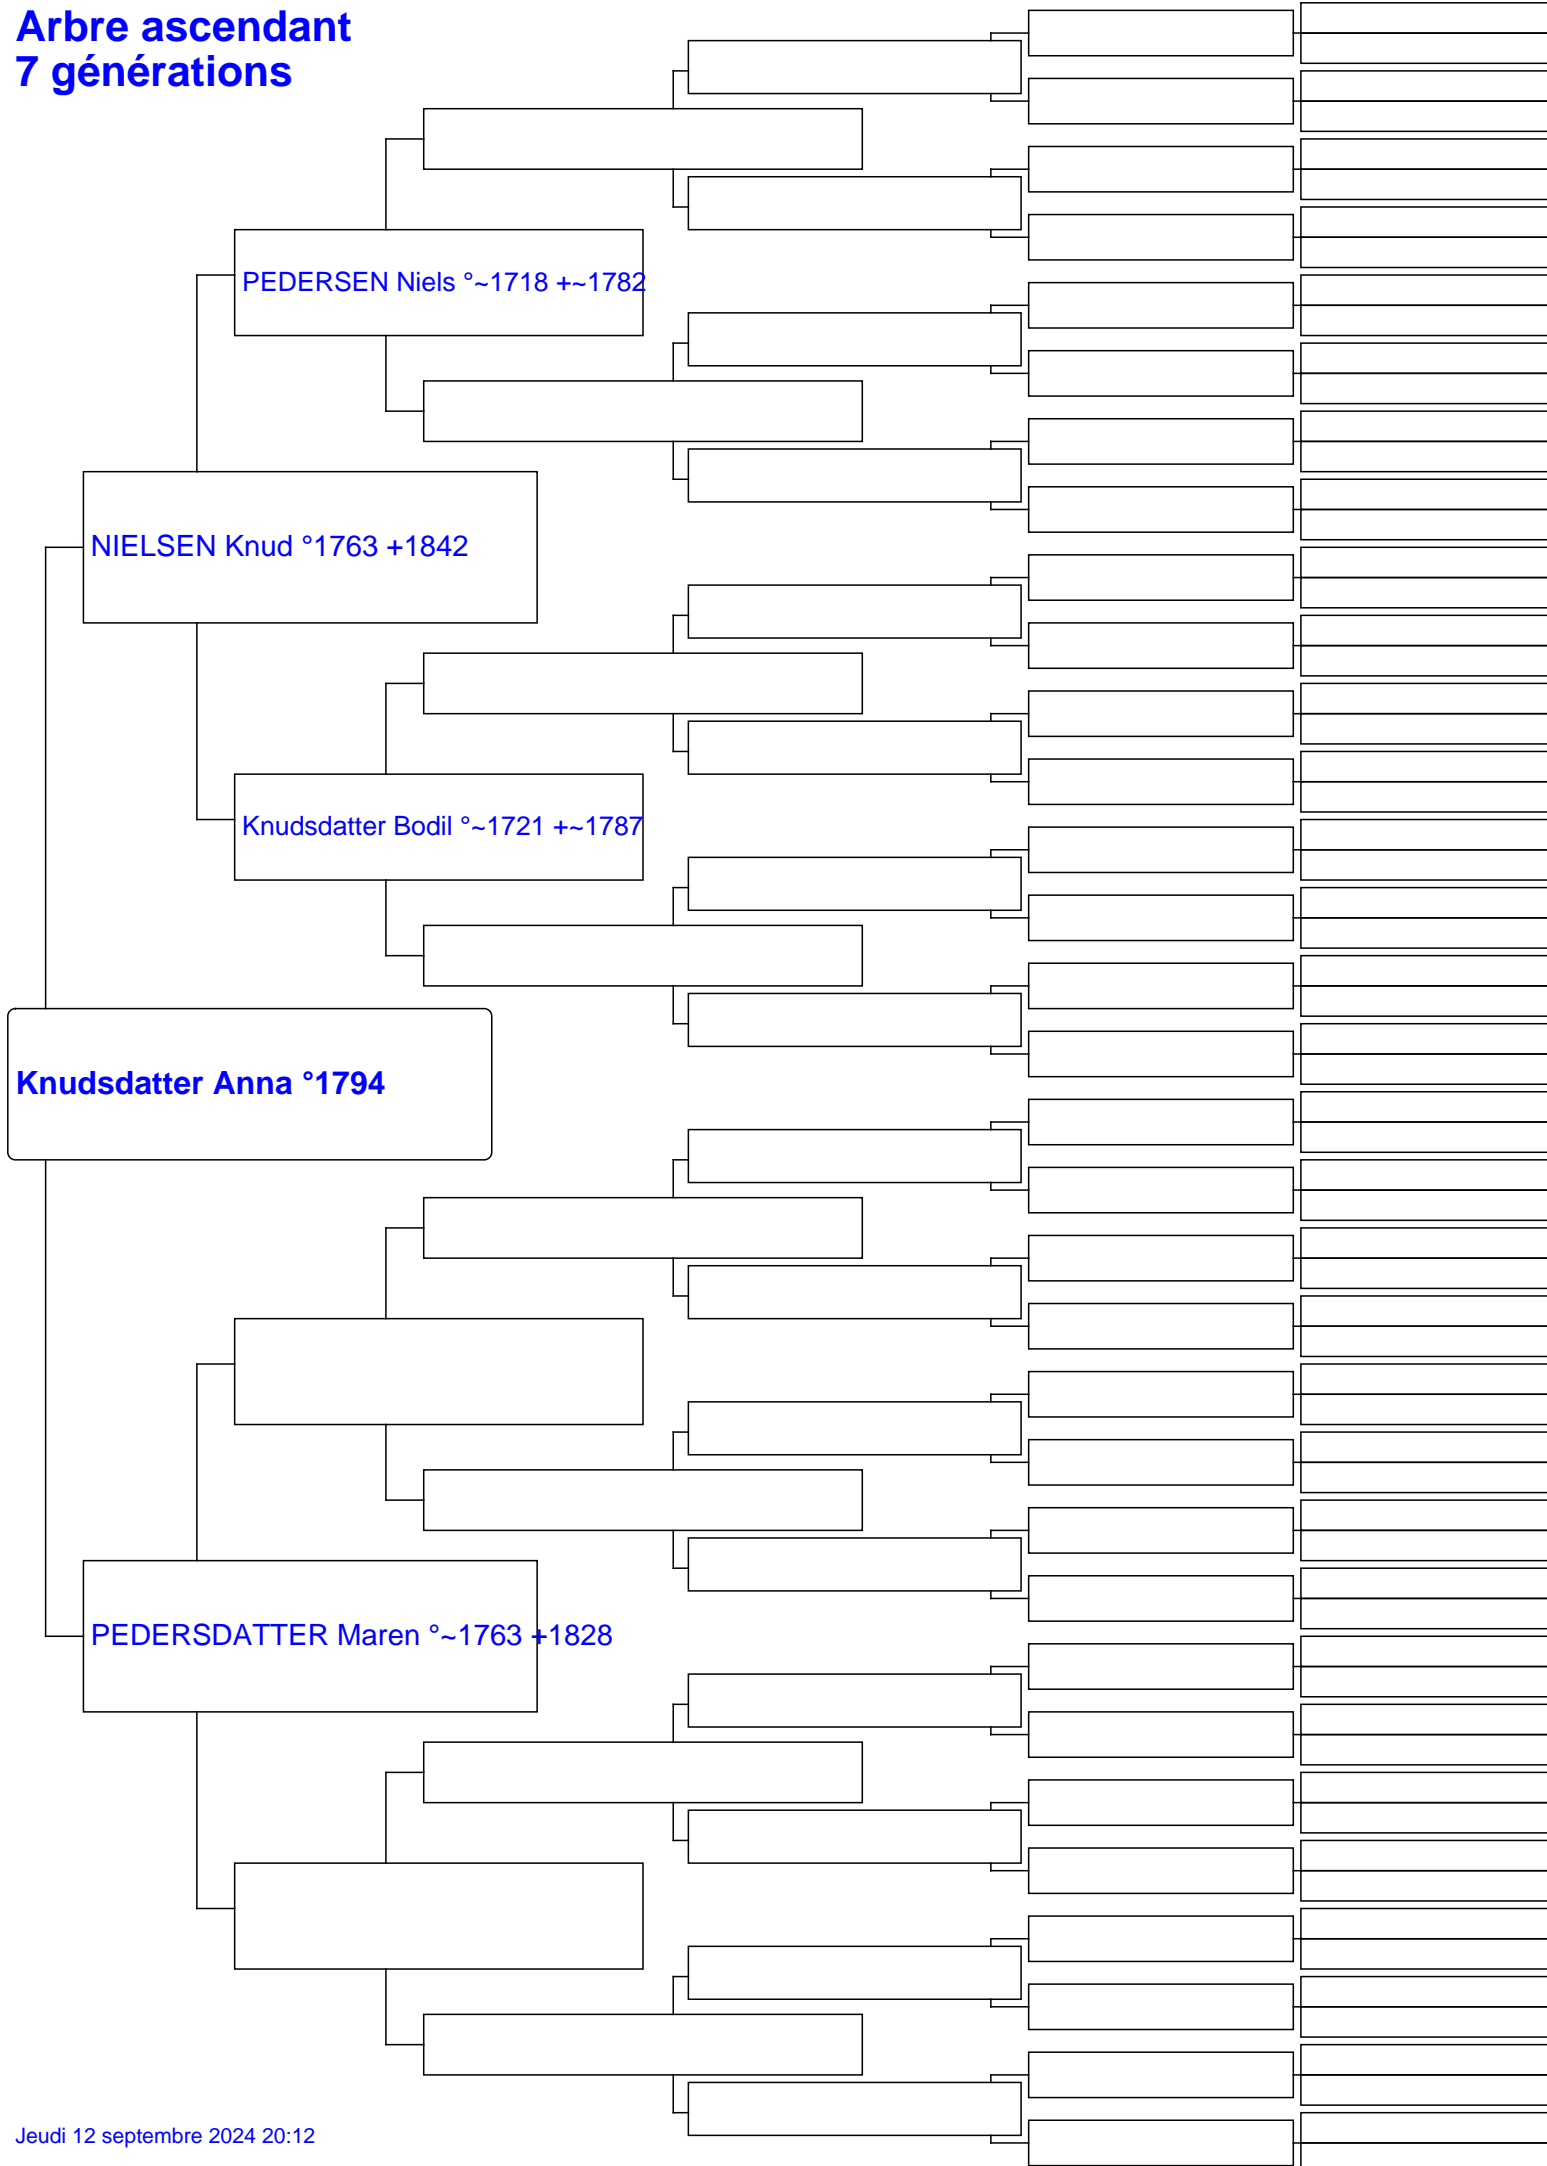 Arbre ascendant
7 générations
PEDERSEN Niels °~1718 +~1782
NIELSEN Knud °1763 +1842
Knudsdatter Bodil °~1721 +~1787
Knudsdatter Anna °1794
PEDERSDATTER Maren °~1763 +1828
Jeudi 12 septembre 2024 20:12